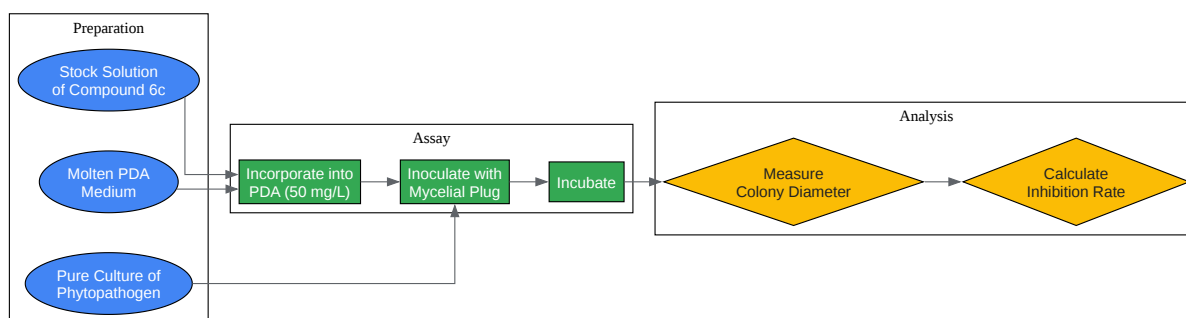 Preparation
Stock Solution
of Compound 6c
Molten PDA
Medium
Pure Culture of
Phytopathogen
Assay
Incorporate into
PDA (50 mg/L)
Inoculate with
Mycelial Plug
Incubate
Analysis
Measure
Colony Diameter
Calculate
Inhibition Rate